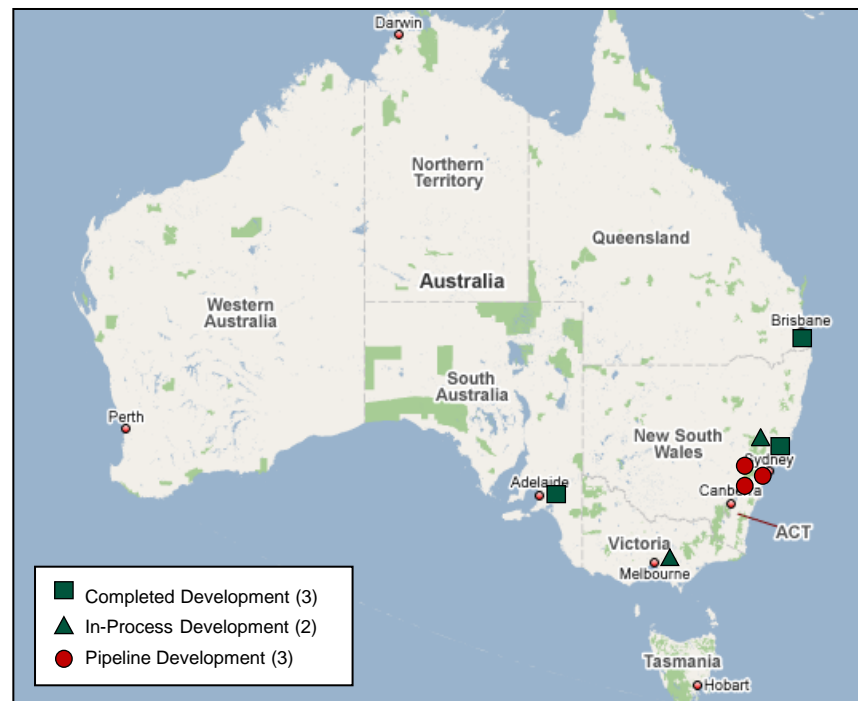 Darwin
Northern
Territory
Queensland
Australia
Western
Australia
Brisbane
South
Australia
Perth
New South
Wales
Sydney
Adelaide
Canberra
ACT
Victoria
Melbourne
Completed Development (3)
In-Process Development (2)
Pipeline Development (3)
Tasmania
Hobart